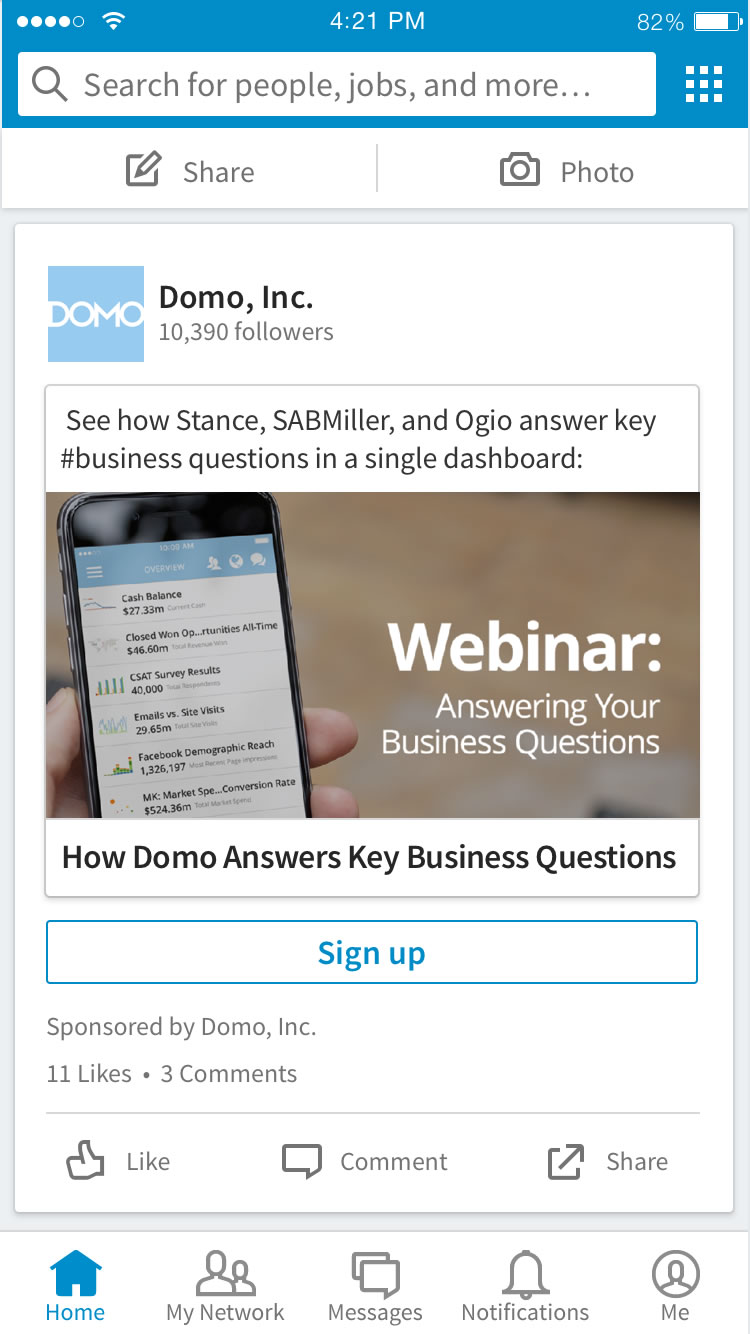 4:21 PM 82%
Search for people, jobs, and more...
Share Photo
DOMO
Domo, Inc.
10,390 followers
See how Stance, SABMiller, and Ogio answer key
#business questions in a single dashboard:
10:00 AM
OVERVIEW
Cash Balance
$27.33m Current Cash
Closed Won Op...rtunities All-Time
$46.60m Total Revenue Won
CSAT Survey Results
40,000 Total Respondents
Emails vs. Site Visits
29.65m Total Site Visits
Facebook Demographic Reach
1,326,197 Most Recent Page Impressions
MK: Market Spe...Conversion Rate
$524.36m Total Market Spend
Webinar:
Answering Your
Business Questions
How Domo Answers Key Business Questions
Sign up
Sponsored by Domo, Inc.
11 Likes • 3 Comments
Like Comment Share
Home My Network Messages Notifications Me